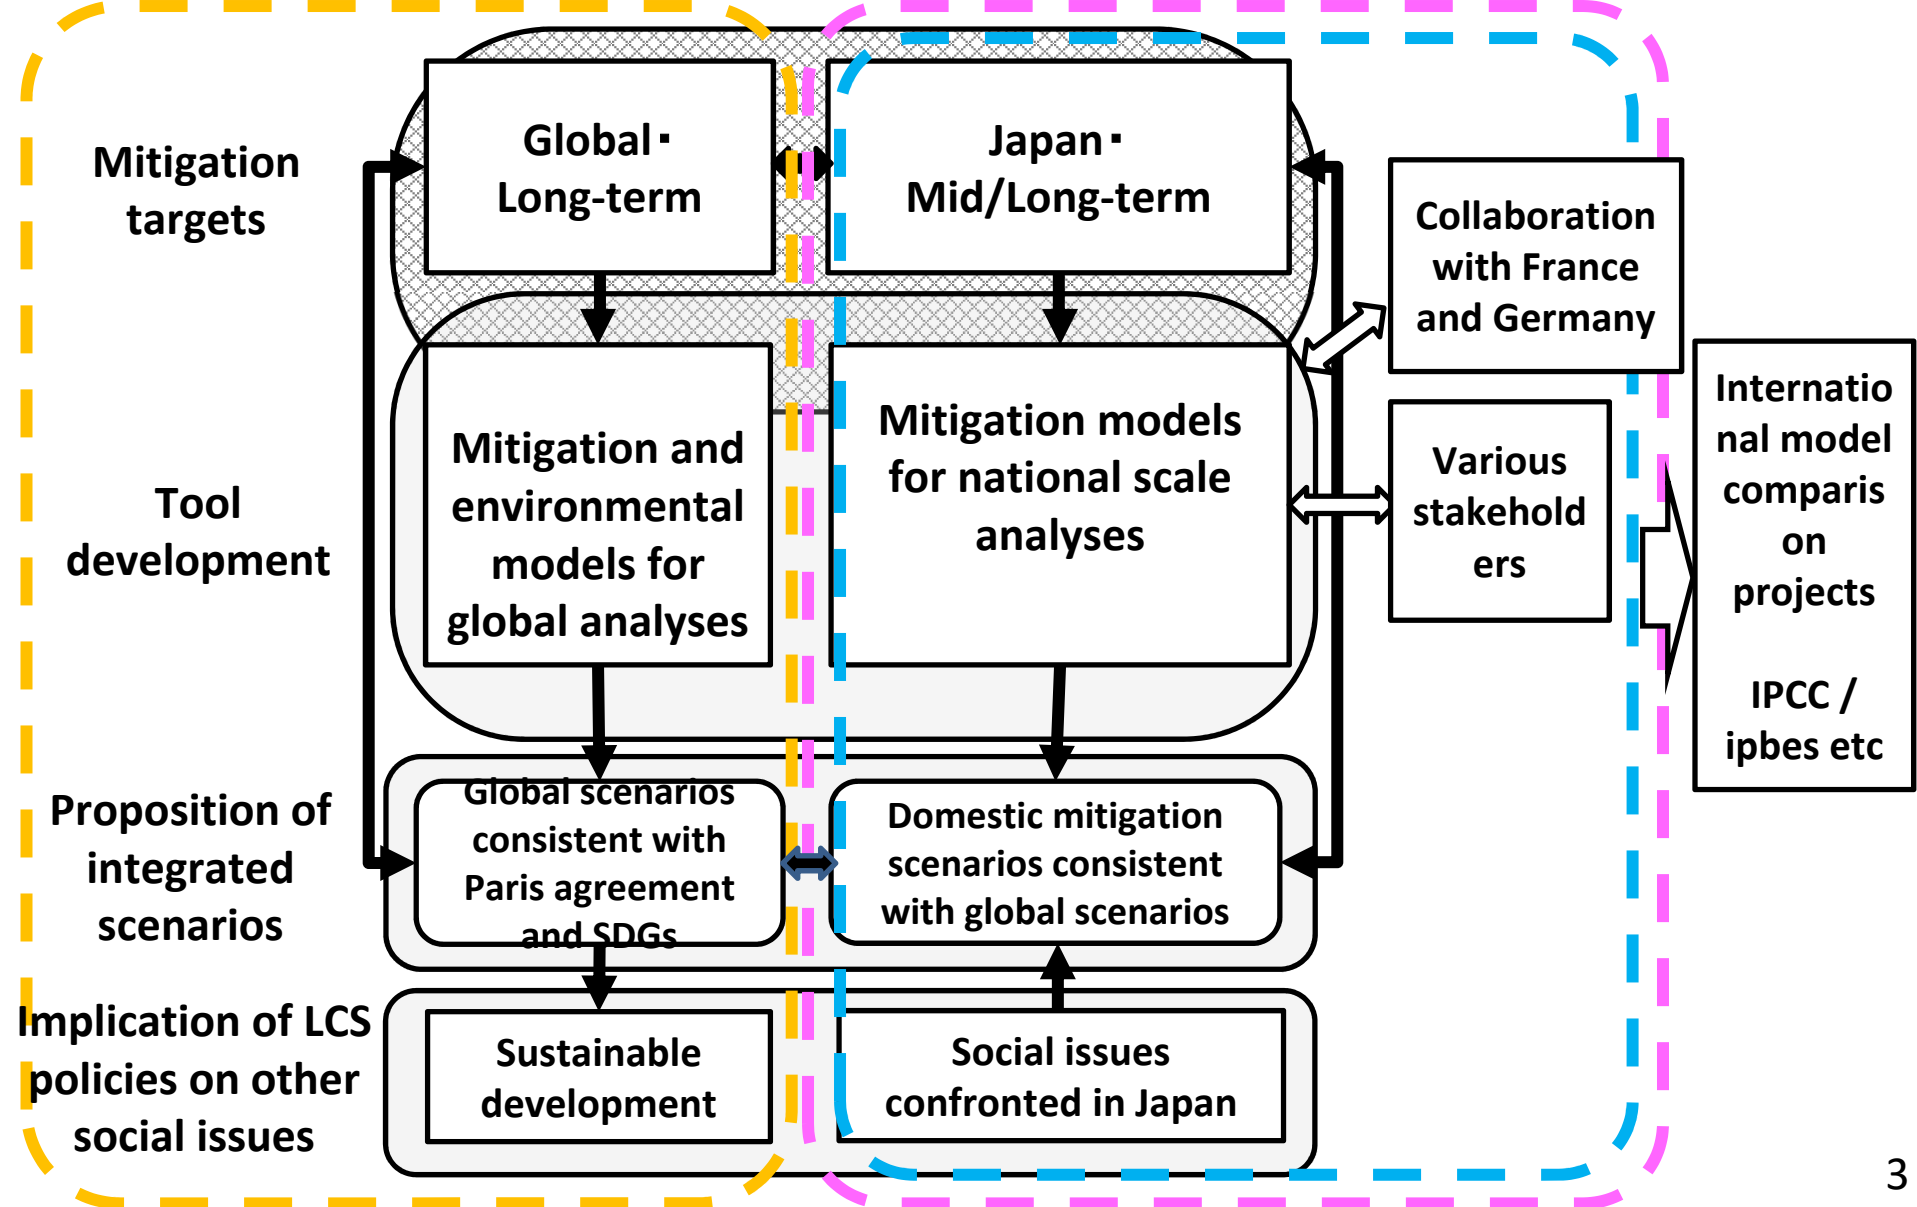 Mitigation
targets
Global・
Long-term
Japan・
Mid/Long-term
Collaboration
with France
and Germany
Tool
development
Mitigation and
environmental
models for
global analyses
Mitigation models
for national scale
analyses
Various
stakehold
ers
Internatio
nal model
comparis
on
projects
IPCC /
ipbes etc
Proposition of
integrated
scenarios
Global scenarios
consistent with
Paris agreement
and SDGs
Domestic mitigation
scenarios consistent
with global scenarios
Implication of LCS
policies on other
social issues
Sustainable
development
Social issues
confronted in Japan
3